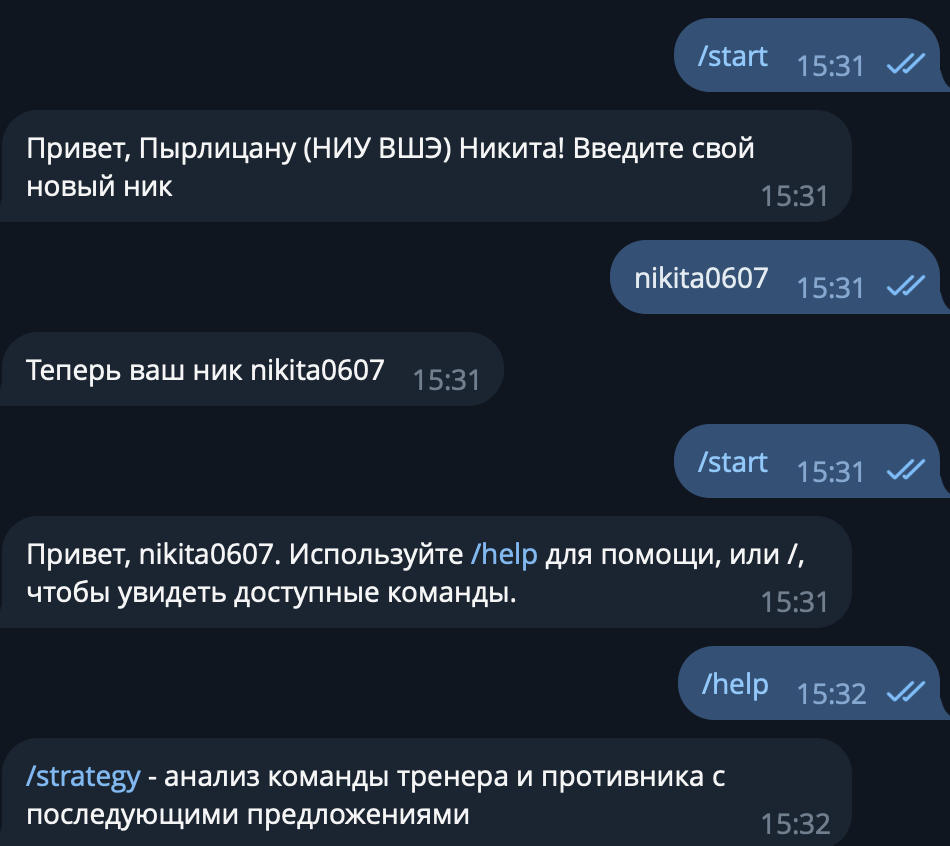 /start 15:31
Привет, Пырлицану (НИУ ВШЭ) Никита! Введите свой
новый ник
15:31
nikita0607 15:31
Теперь ваш ник nikita0607 15:31
/start 15:31
Привет, nikita0607. Используйте /help для помощи, или /,
чтобы увидеть доступные команды.
15:31
/help 15:32
/strategy - анализ команды тренера и противника с
последующими предложениями
15:32